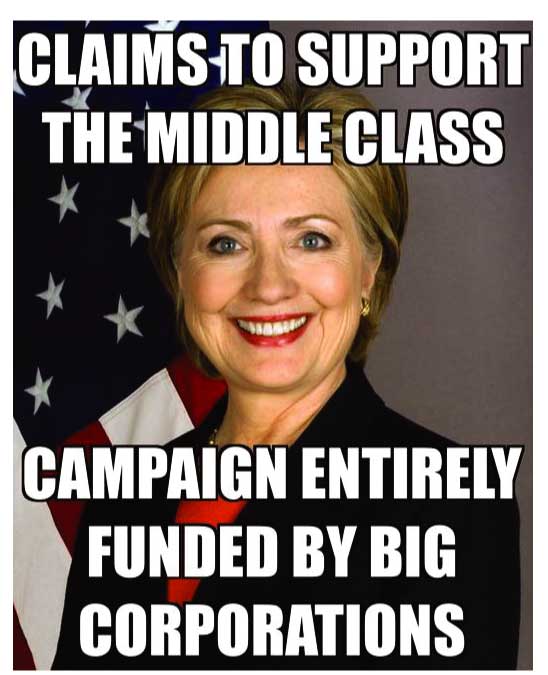 CLAIMS TO SUPPORT
THE MIDDLE CLASS
CAMPAIGN ENTIRELY
FUNDED BY BIG
CORPORATIONS